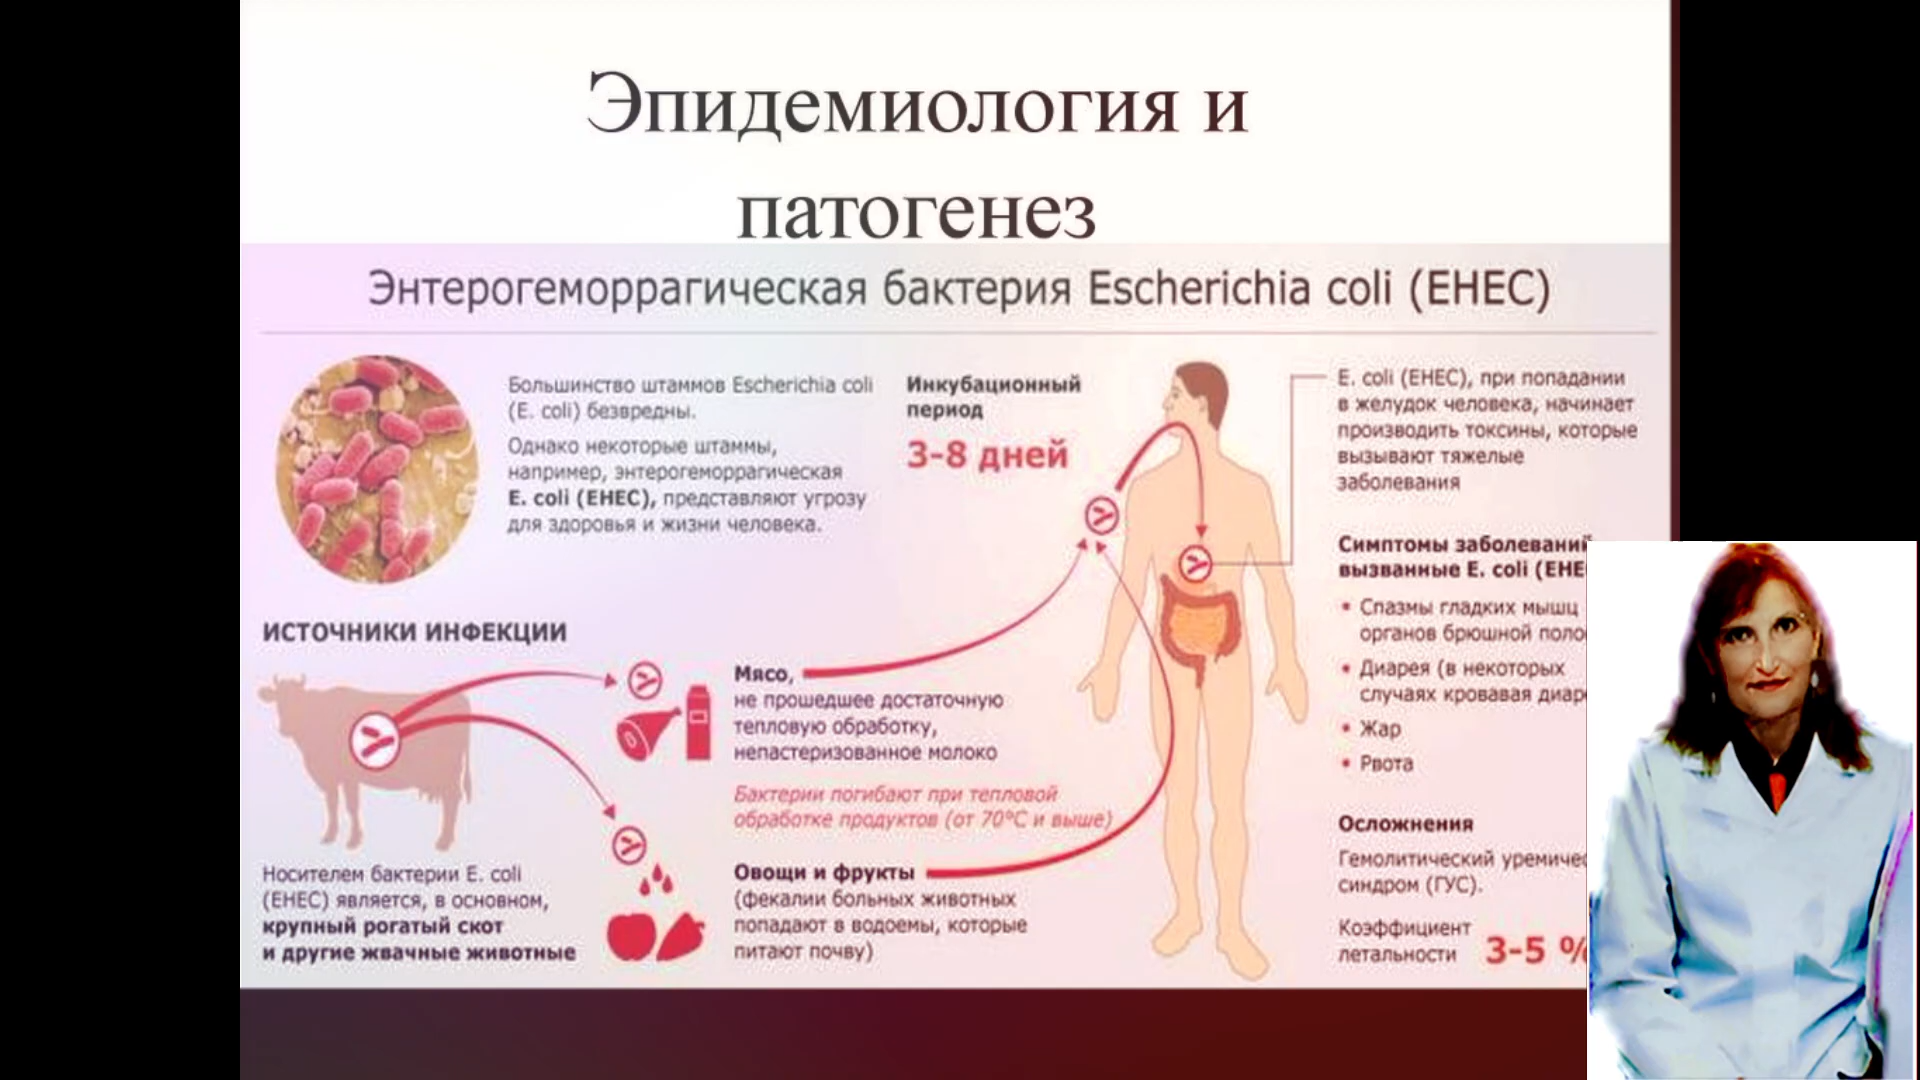 Эпидемиология и
патогенез
Энтерогеморрагическая бактерия Escherichia coli (EHEC)
Большинство штаммов Escherichia coli
(E. coli) безвредны.
Однако некоторые штаммы,
например, энтерогеморрагическая
E. coli (EHEC), представляют угрозу
для здоровья и жизни человека.
Инкубационный
период
3-8 дней
E. coli (EHEC), при попадании
в желудок человека, начинает
производить токсины, которые
вызывают тяжелые
заболевания
Симптомы
вызванные E. coli
• Спазмы гладких мышц
органов брюшной
• Диарея (в некоторых
случаях кровавая
• Жар
• Рвота
Осложнения
Гемолитический
синдром (ГУС).
Коэффициент
летальности
3-5 %
ИСТОЧНИКИ ИНФЕКЦИИ
Носителем бактерии E. coli
(EHEC) является, в основном,
крупный рогатый скот
и другие жвачные животные
Мясо,
не прошедшее достаточную
тепловую обработку,
непастеризованное молоко
Бактерии погибают при тепловой
обработке продуктов (от 70°C и выше)
Овощи и фрукты
(фекалии больных животных
попадают в водоемы, которые
питают почву)